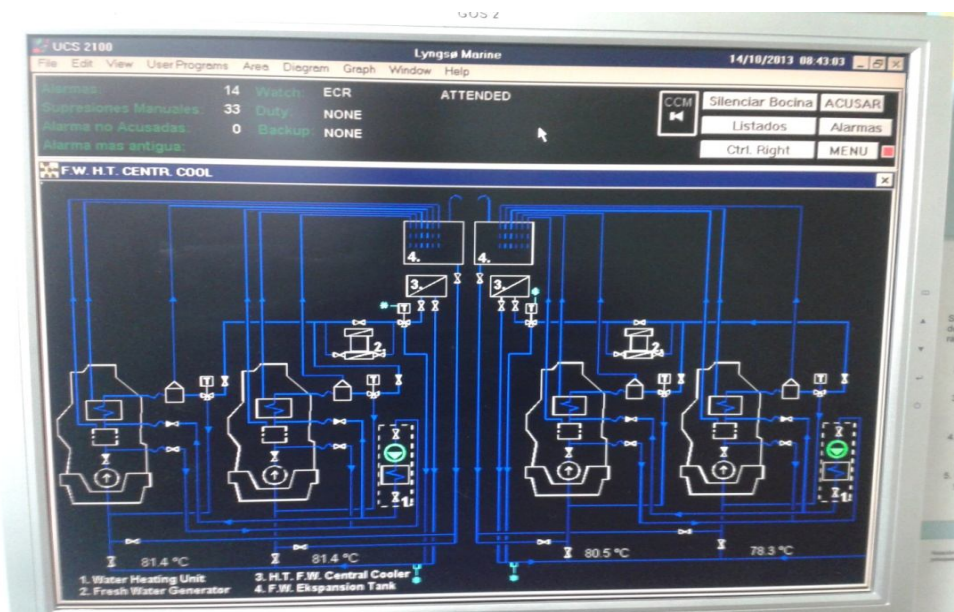 GUS 2
UCS 2100
Lyngsø Marine
14/10/2013 08:43:03
File Edit View User Programs Area Diagram Graph Window Help
Alarmas: 14 Watch: ECR ATTENDED
Supresiones Manuales: 33 Duty: NONE
Alarma no Acusadas: 0 Backup: NONE
Alarma mas antigua:
CCM
Silenciar Bocina ACUSAR
Listados Alarmas
Ctrl. Right MENU
F.W. H.T. CENTR. COOL
4. 4.
3. 3.
T T
2. 2.
T T T T
1. 1.
81.4 °C 81.4 °C 80.5 °C 78.3 °C
1. Water Heating Unit 3. H.T. F.W. Central Cooler
2. Fresh Water Generator 4. F.W. Ekspansion Tank